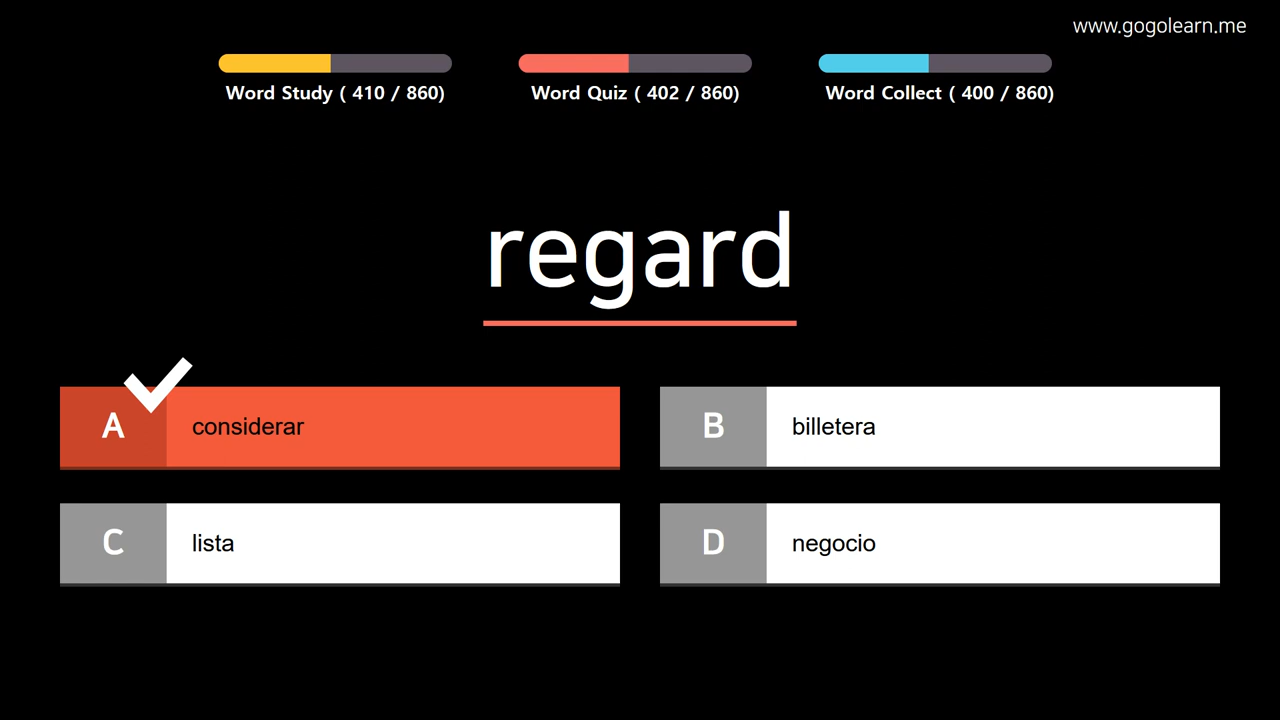 www.gogolearn.me
Word Study ( 410 / 860)
Word Quiz ( 402 / 860)
Word Collect ( 400 / 860)
regard
A considerar
B billetera
C lista
D negocio